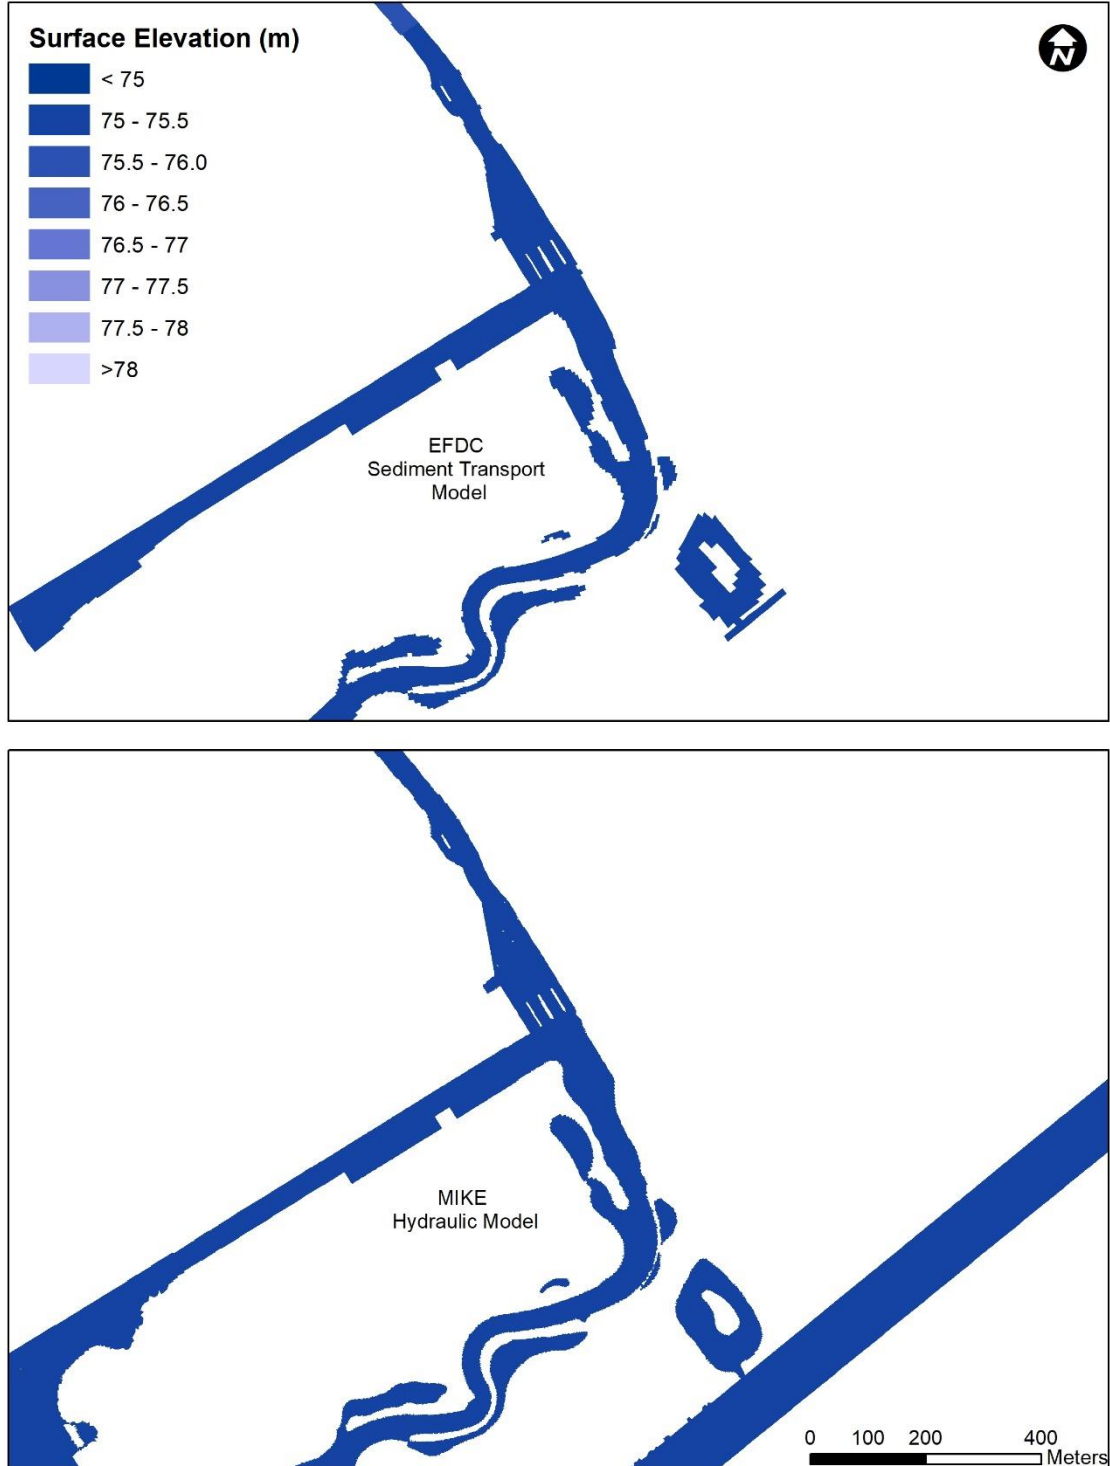 Surface Elevation (m)
< 75
75 - 75.5
75.5 - 76.0
76 - 76.5
76.5 - 77
77 - 77.5
77.5 - 78
>78
N
EFDC
Sediment Transport
Model
MIKE
Hydraulic Model
0 100 200 400
Meters